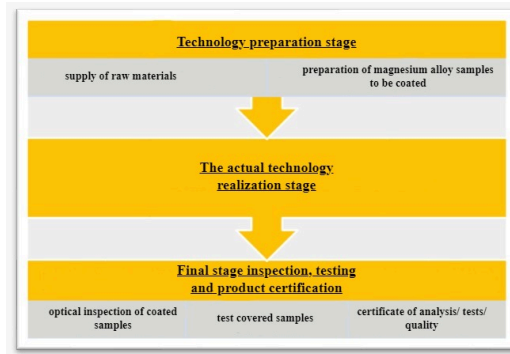 Technology preparation stage
supply of raw materials
preparation of magnesium alloy samples
to be coated
The actual technology
realization stage
Final stage inspection, testing
and product certification
optical inspection of coated
samples
test covered samples
certificate of analysis/ tests/
quality